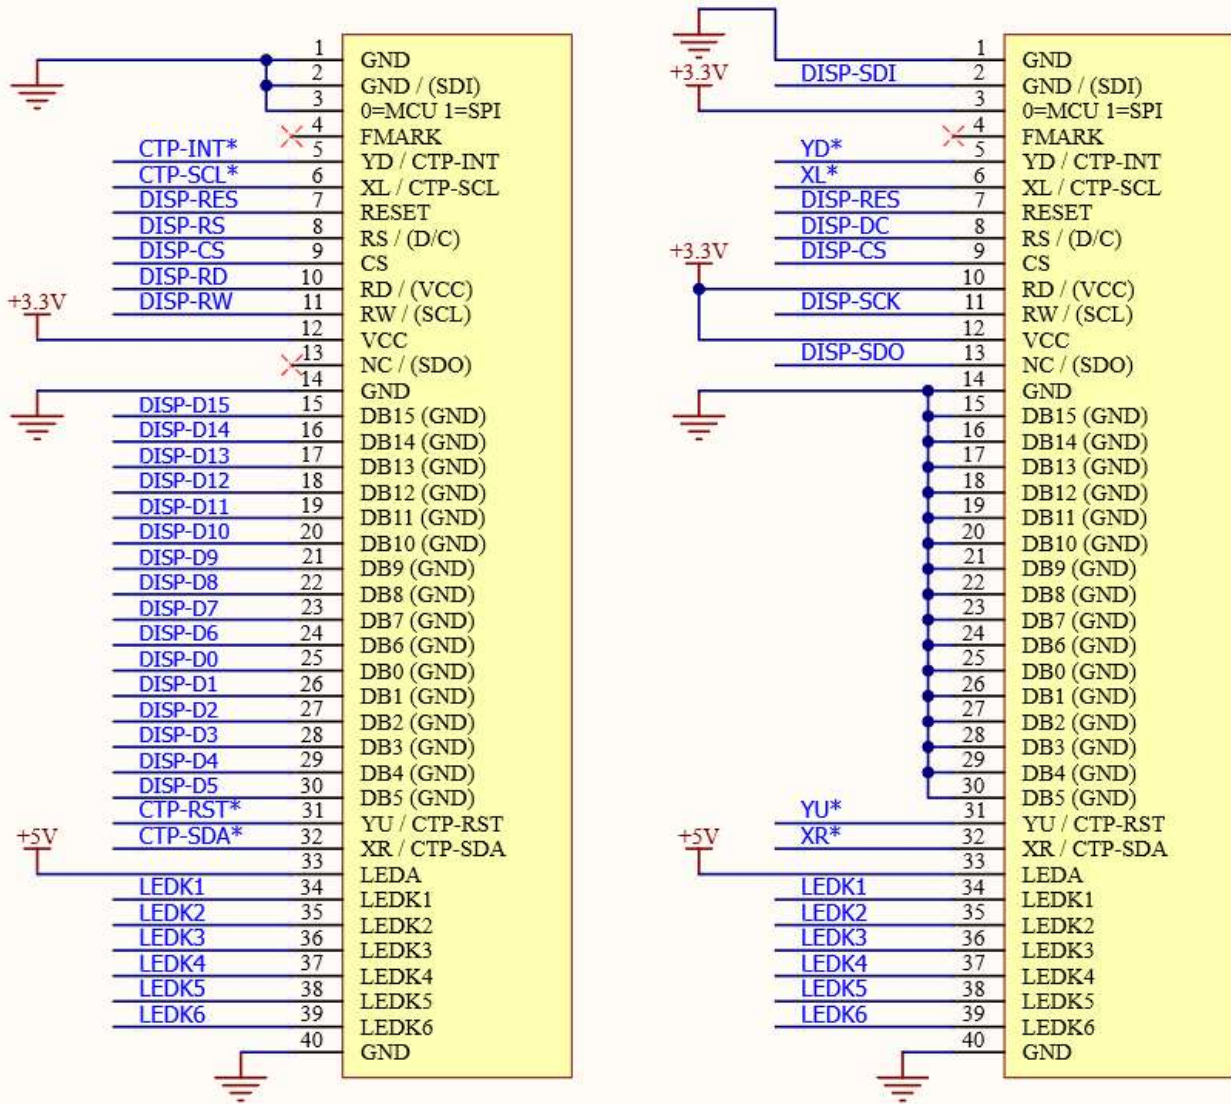 1 GND
2 GND / (SDI)
3 0=MCU 1=SPI
4 FMARK
CTP-INT* 5 YD / CTP-INT
CTP-SCL* 6 XL / CTP-SCL
DISP-RES 7 RESET
DISP-RS 8 RS / (D/C)
DISP-CS 9 CS
DISP-RD 10 RD / (VCC)
+3.3V DISP-RW 11 RW / (SCL)
12 VCC
13 NC / (SDO)
14 GND
DISP-D15 15 DB15 (GND)
DISP-D14 16 DB14 (GND)
DISP-D13 17 DB13 (GND)
DISP-D12 18 DB12 (GND)
DISP-D11 19 DB11 (GND)
DISP-D10 20 DB10 (GND)
DISP-D9 21 DB9 (GND)
DISP-D8 22 DB8 (GND)
DISP-D7 23 DB7 (GND)
DISP-D6 24 DB6 (GND)
DISP-D0 25 DB0 (GND)
DISP-D1 26 DB1 (GND)
DISP-D2 27 DB2 (GND)
DISP-D3 28 DB3 (GND)
DISP-D4 29 DB4 (GND)
DISP-D5 30 DB5 (GND)
CTP-RST* 31 YU / CTP-RST
+5V CTP-SDA* 32 XR / CTP-SDA
33 LEDA
LEDK1 34 LEDK1
LEDK2 35 LEDK2
LEDK3 36 LEDK3
LEDK4 37 LEDK4
LEDK5 38 LEDK5
LEDK6 39 LEDK6
40 GND
1 GND
+3.3V DISP-SDI 2 GND / (SDI)
3 0=MCU 1=SPI
4 FMARK
YD* 5 YD / CTP-INT
XL* 6 XL / CTP-SCL
DISP-RES 7 RESET
DISP-DC 8 RS / (D/C)
+3.3V DISP-CS 9 CS
10 RD / (VCC)
DISP-SCK 11 RW / (SCL)
12 VCC
DISP-SDO 13 NC / (SDO)
14 GND
15 DB15 (GND)
16 DB14 (GND)
17 DB13 (GND)
18 DB12 (GND)
19 DB11 (GND)
20 DB10 (GND)
21 DB9 (GND)
22 DB8 (GND)
23 DB7 (GND)
24 DB6 (GND)
25 DB0 (GND)
26 DB1 (GND)
27 DB2 (GND)
28 DB3 (GND)
29 DB4 (GND)
30 DB5 (GND)
YU* 31 YU / CTP-RST
+5V XR* 32 XR / CTP-SDA
33 LEDA
LEDK1 34 LEDK1
LEDK2 35 LEDK2
LEDK3 36 LEDK3
LEDK4 37 LEDK4
LEDK5 38 LEDK5
LEDK6 39 LEDK6
40 GND